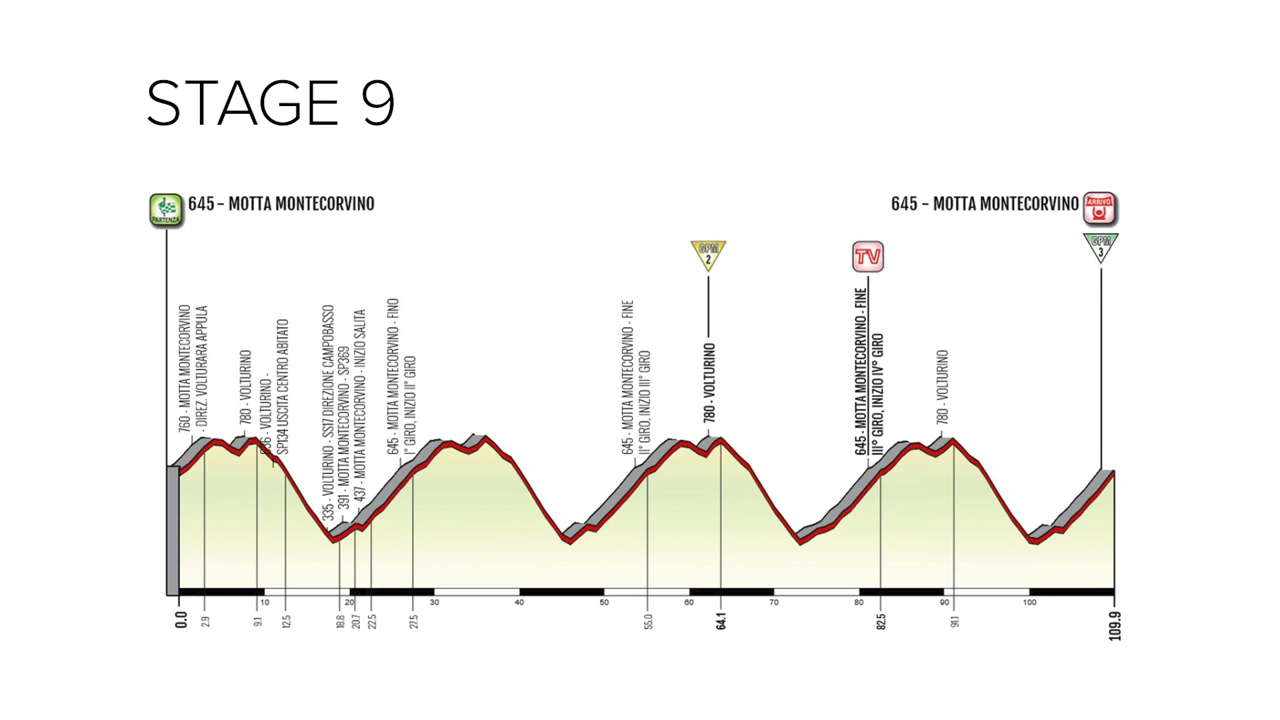 STAGE 9
PARTENZA
645 - MOTTA MONTECORVINO
645 - MOTTA MONTECORVINO
ARRIVO
GPM
2
TV
GPM
3
760 - MOTTA MONTECORVINO
- DIREZ. VOLTURARA APPULA
780 - VOLTURINO
VOLTURINO -
SP134 USCITA CENTRO ABITATO
335 - VOLTURINO - SS17 DIREZIONE CAMPOBASSO
391 - MOTTA MONTECORVINO - SP369
437 - MOTTA MONTECORVINO - INIZIO SALITA
645 - MOTTA MONTECORVINO - FINO
I° GIRO, INIZIO II° GIRO
645 - MOTTA MONTECORVINO - FINE
II° GIRO, INIZIO III° GIRO
780 - VOLTURINO
645 - MOTTA MONTECORVINO - FINE
III° GIRO, INIZIO IV° GIRO
780 - VOLTURINO
10 20 30 40 50 60 70 80 90 100
0.0 2.9 9.1 12.5 18.8 20.7 22.5 27.5 55.0 64.1 82.5 91.1 109.9